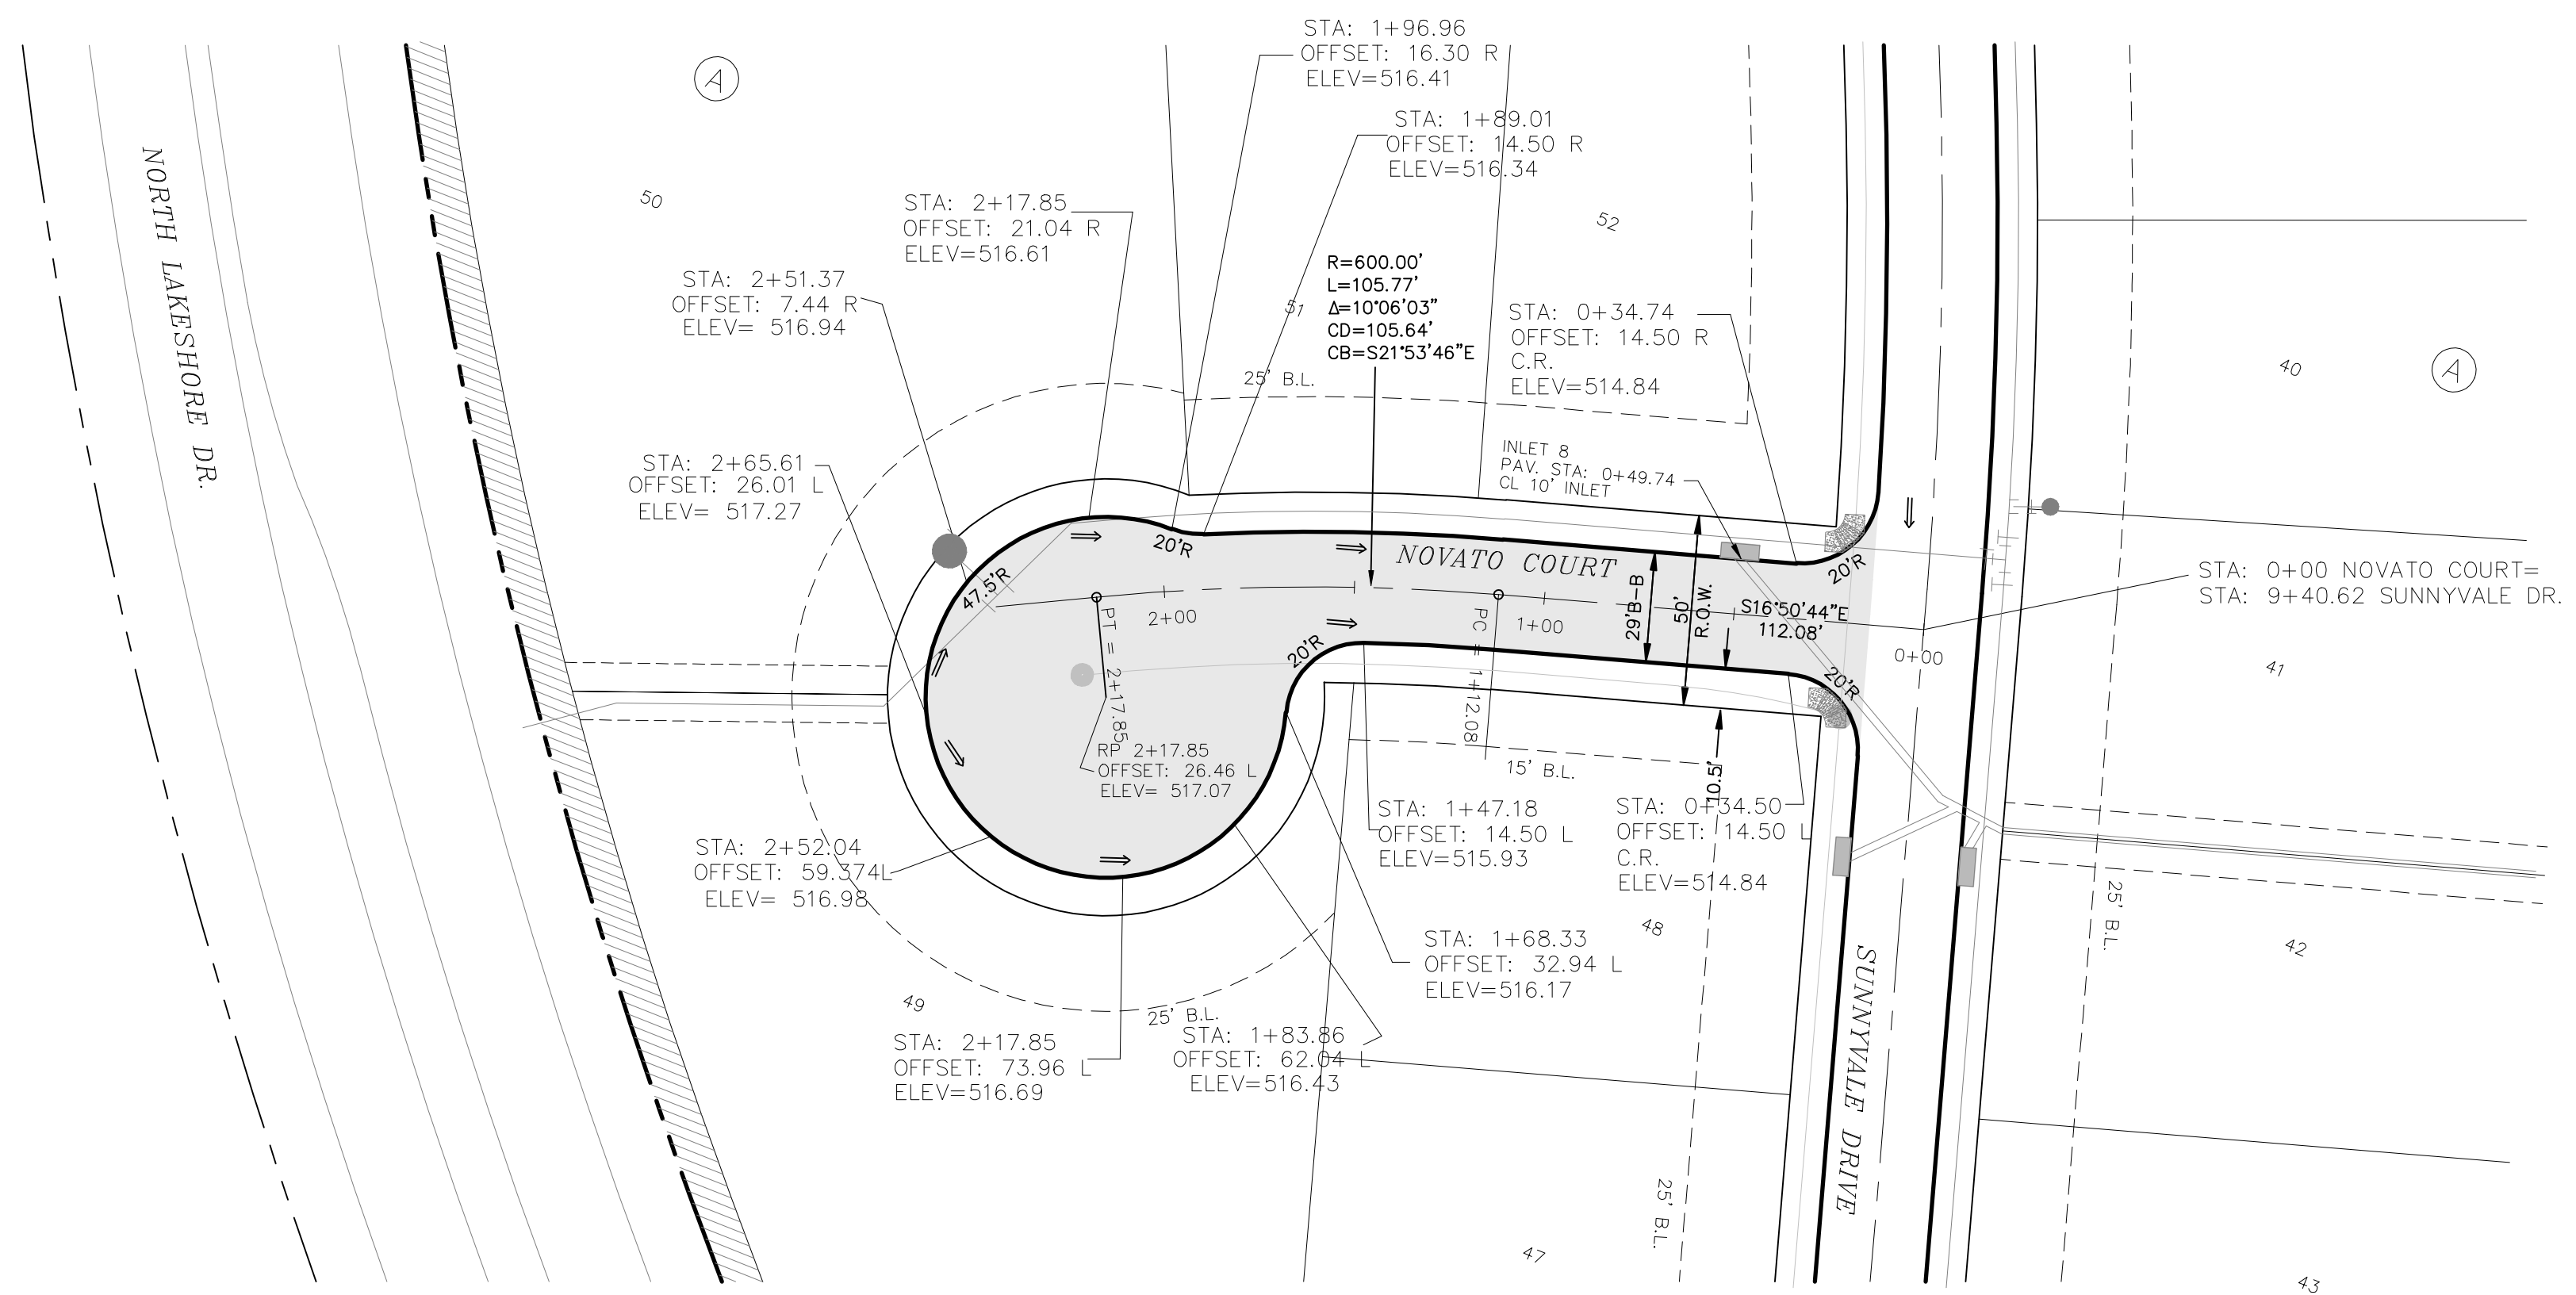 STA: 1+96.96
OFFSET: 16.30 R
ELEV=516.41
A
STA: 1+89.01
OFFSET: 14.50 R
ELEV=516.34
NORTH LAKESHORE DR.
50
STA: 2+17.85
OFFSET: 21.04 R
ELEV=516.61
52
STA: 2+51.37
OFFSET: 7.44 R
ELEV= 516.94
R=600.00'
L=105.77'
Δ=10°06'03"
CD=105.64'
CB=S21°53'46"E
51
STA: 0+34.74
OFFSET: 14.50 R
C.R.
ELEV=514.84
40
A
25' B.L.
STA: 2+65.61
OFFSET: 26.01 L
ELEV= 517.27
INLET 8
PAV. STA: 0+49.74
CL 10' INLET
20'R
NOVATO COURT
20'R
47.5'R
STA: 0+00 NOVATO COURT=
STA: 9+40.62 SUNNYVALE DR.
PT = 2+17.85
2+00
PC = 1+12.08
1+00
29'B-B
50'
R.O.W.
S16°50'44"E
112.08'
0+00
20'R
20'R
41
RP 2+17.85
OFFSET: 26.46 L
ELEV= 517.07
15' B.L.
10.5'
STA: 1+47.18
OFFSET: 14.50 L
ELEV=515.93
STA: 0+34.50
OFFSET: 14.50 L
C.R.
ELEV=514.84
STA: 2+52.04
OFFSET: 59.374L
ELEV= 516.98
25' B.L.
48
STA: 1+68.33
OFFSET: 32.94 L
ELEV=516.17
42
49
25' B.L.
STA: 2+17.85
OFFSET: 73.96 L
ELEV=516.69
STA: 1+83.86
OFFSET: 62.04 L
ELEV=516.43
SUNNYVALE DRIVE
25' B.L.
47
43